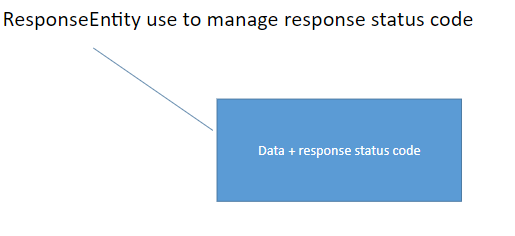 ResponseEntity use to manage response status code
Data + response status code